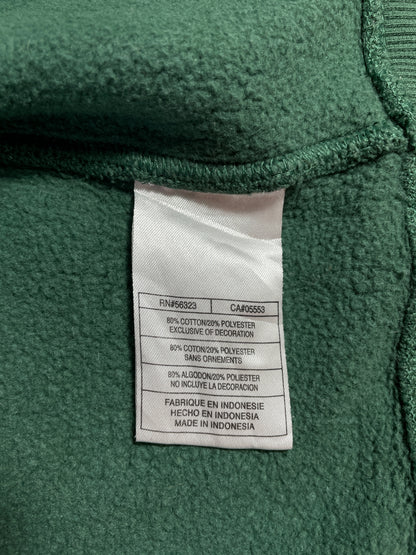 RN#56323 CA#05553
80% COTTON/20% POLYESTER
EXCLUSIVE OF DECORATION
80% COTON/20% POLYESTER
SANS ORNEMENTS
80% ALGODON/20% POLIESTER
NO INCLUYE LA DECORACION
FABRIQUE EN INDONESIE
HECHO EN INDONESIA
MADE IN INDONESIA